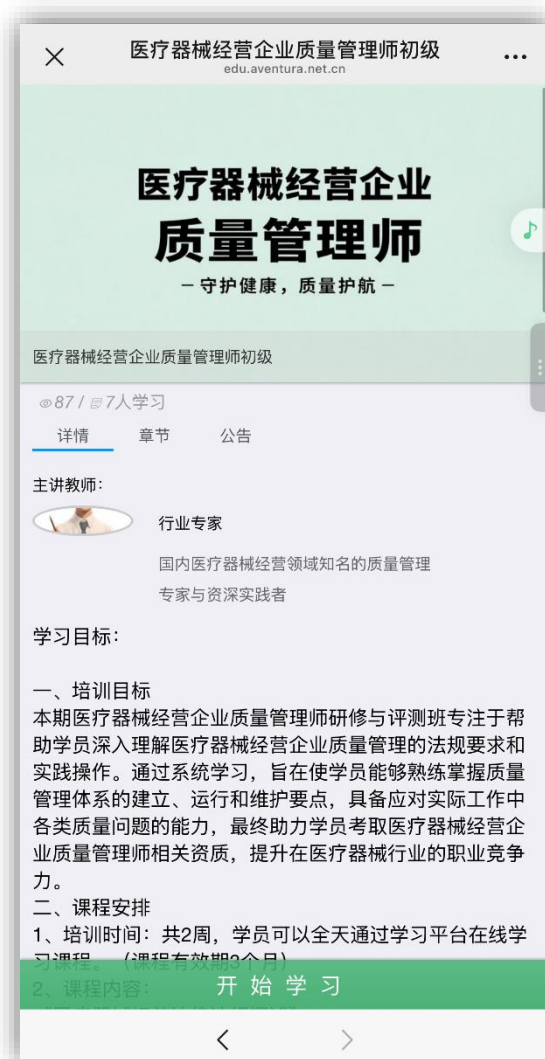 医疗器械经营企业质量管理师初级
edu.aventura.net.cn
医疗器械经营企业
质量管理师
－守护健康，质量护航－
医疗器械经营企业质量管理师初级
87 / 7人学习
详情 章节 公告
主讲教师：
行业专家
国内医疗器械经营领域知名的质量管理
专家与资深实践者
学习目标：
一、培训目标
本期医疗器械经营企业质量管理师研修与评测班专注于帮
助学员深入理解医疗器械经营企业质量管理的法规要求和
实践操作。通过系统学习，旨在使学员能够熟练掌握质量
管理体系的建立、运行和维护要点，具备应对实际工作中
各类质量问题的能力，最终助力学员考取医疗器械经营企
业质量管理师相关资质，提升在医疗器械行业的职业竞争
力。
二、课程安排
1、培训时间：共2周，学员可以全天通过学习平台在线学
习课程。（课程有效期3个月）
2、课程内容：
开始学习